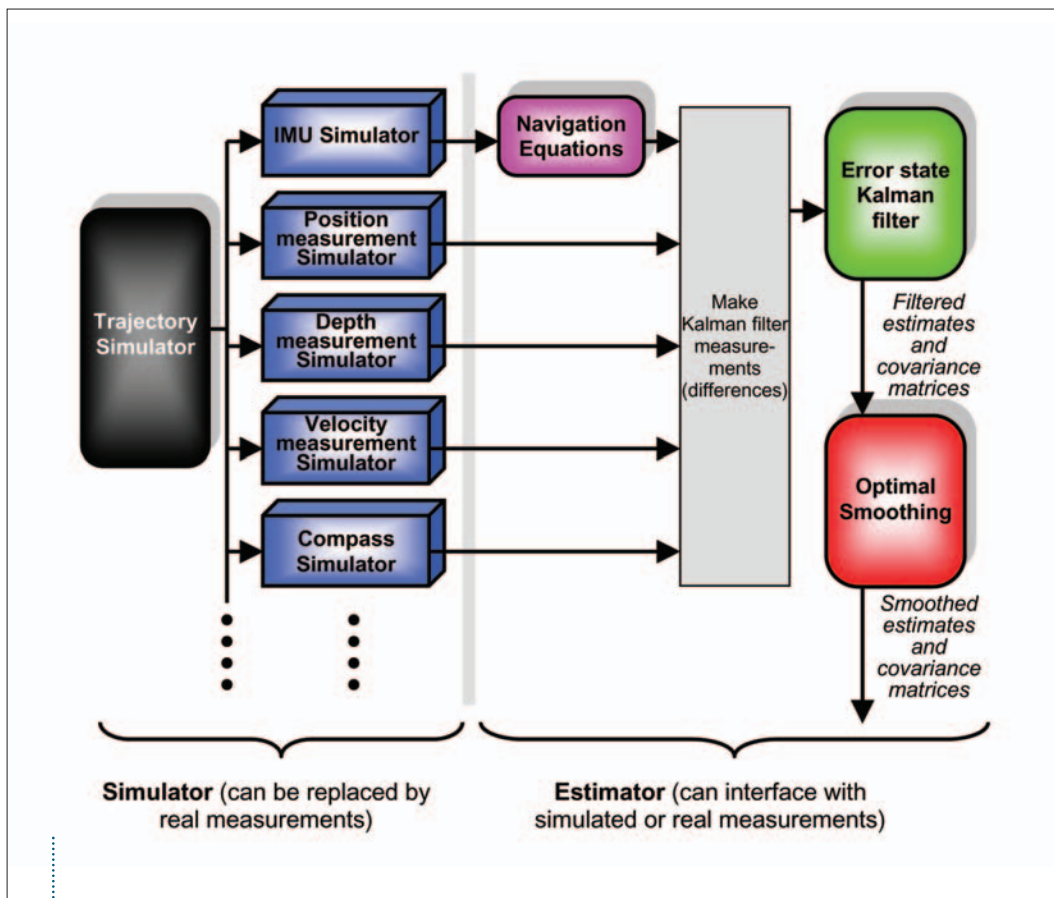 Trajectory
Simulator
IMU Simulator
Position
measurement
Simulator
Depth
measurement
Simulator
Velocity
measurement
Simulator
Compass
Simulator
Navigation
Equations
Make
Kalman filter
measure-
ments
(differences)
Error state
Kalman
filter
Filtered
estimates
and
covariance
matrices
Optimal
Smoothing
Smoothed
estimates
and
covariance
matrices
Simulator (can be replaced by
real measurements)
Estimator (can interface with
simulated or real measurements)